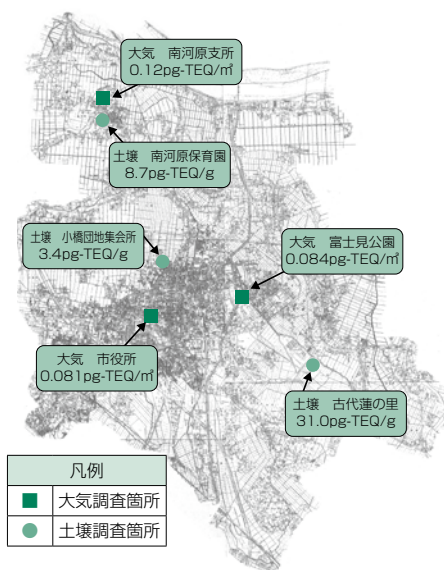 大気　南河原支所
0.12pg-TEQ/㎥
土壌　南河原保育園
8.7pg-TEQ/g
土壌　小橋団地集会所
3.4pg-TEQ/g
大気　富士見公園
0.084pg-TEQ/㎥
大気　市役所
0.081pg-TEQ/㎥
土壌　古代蓮の里
31.0pg-TEQ/g
凡例
大気調査箇所
土壌調査箇所